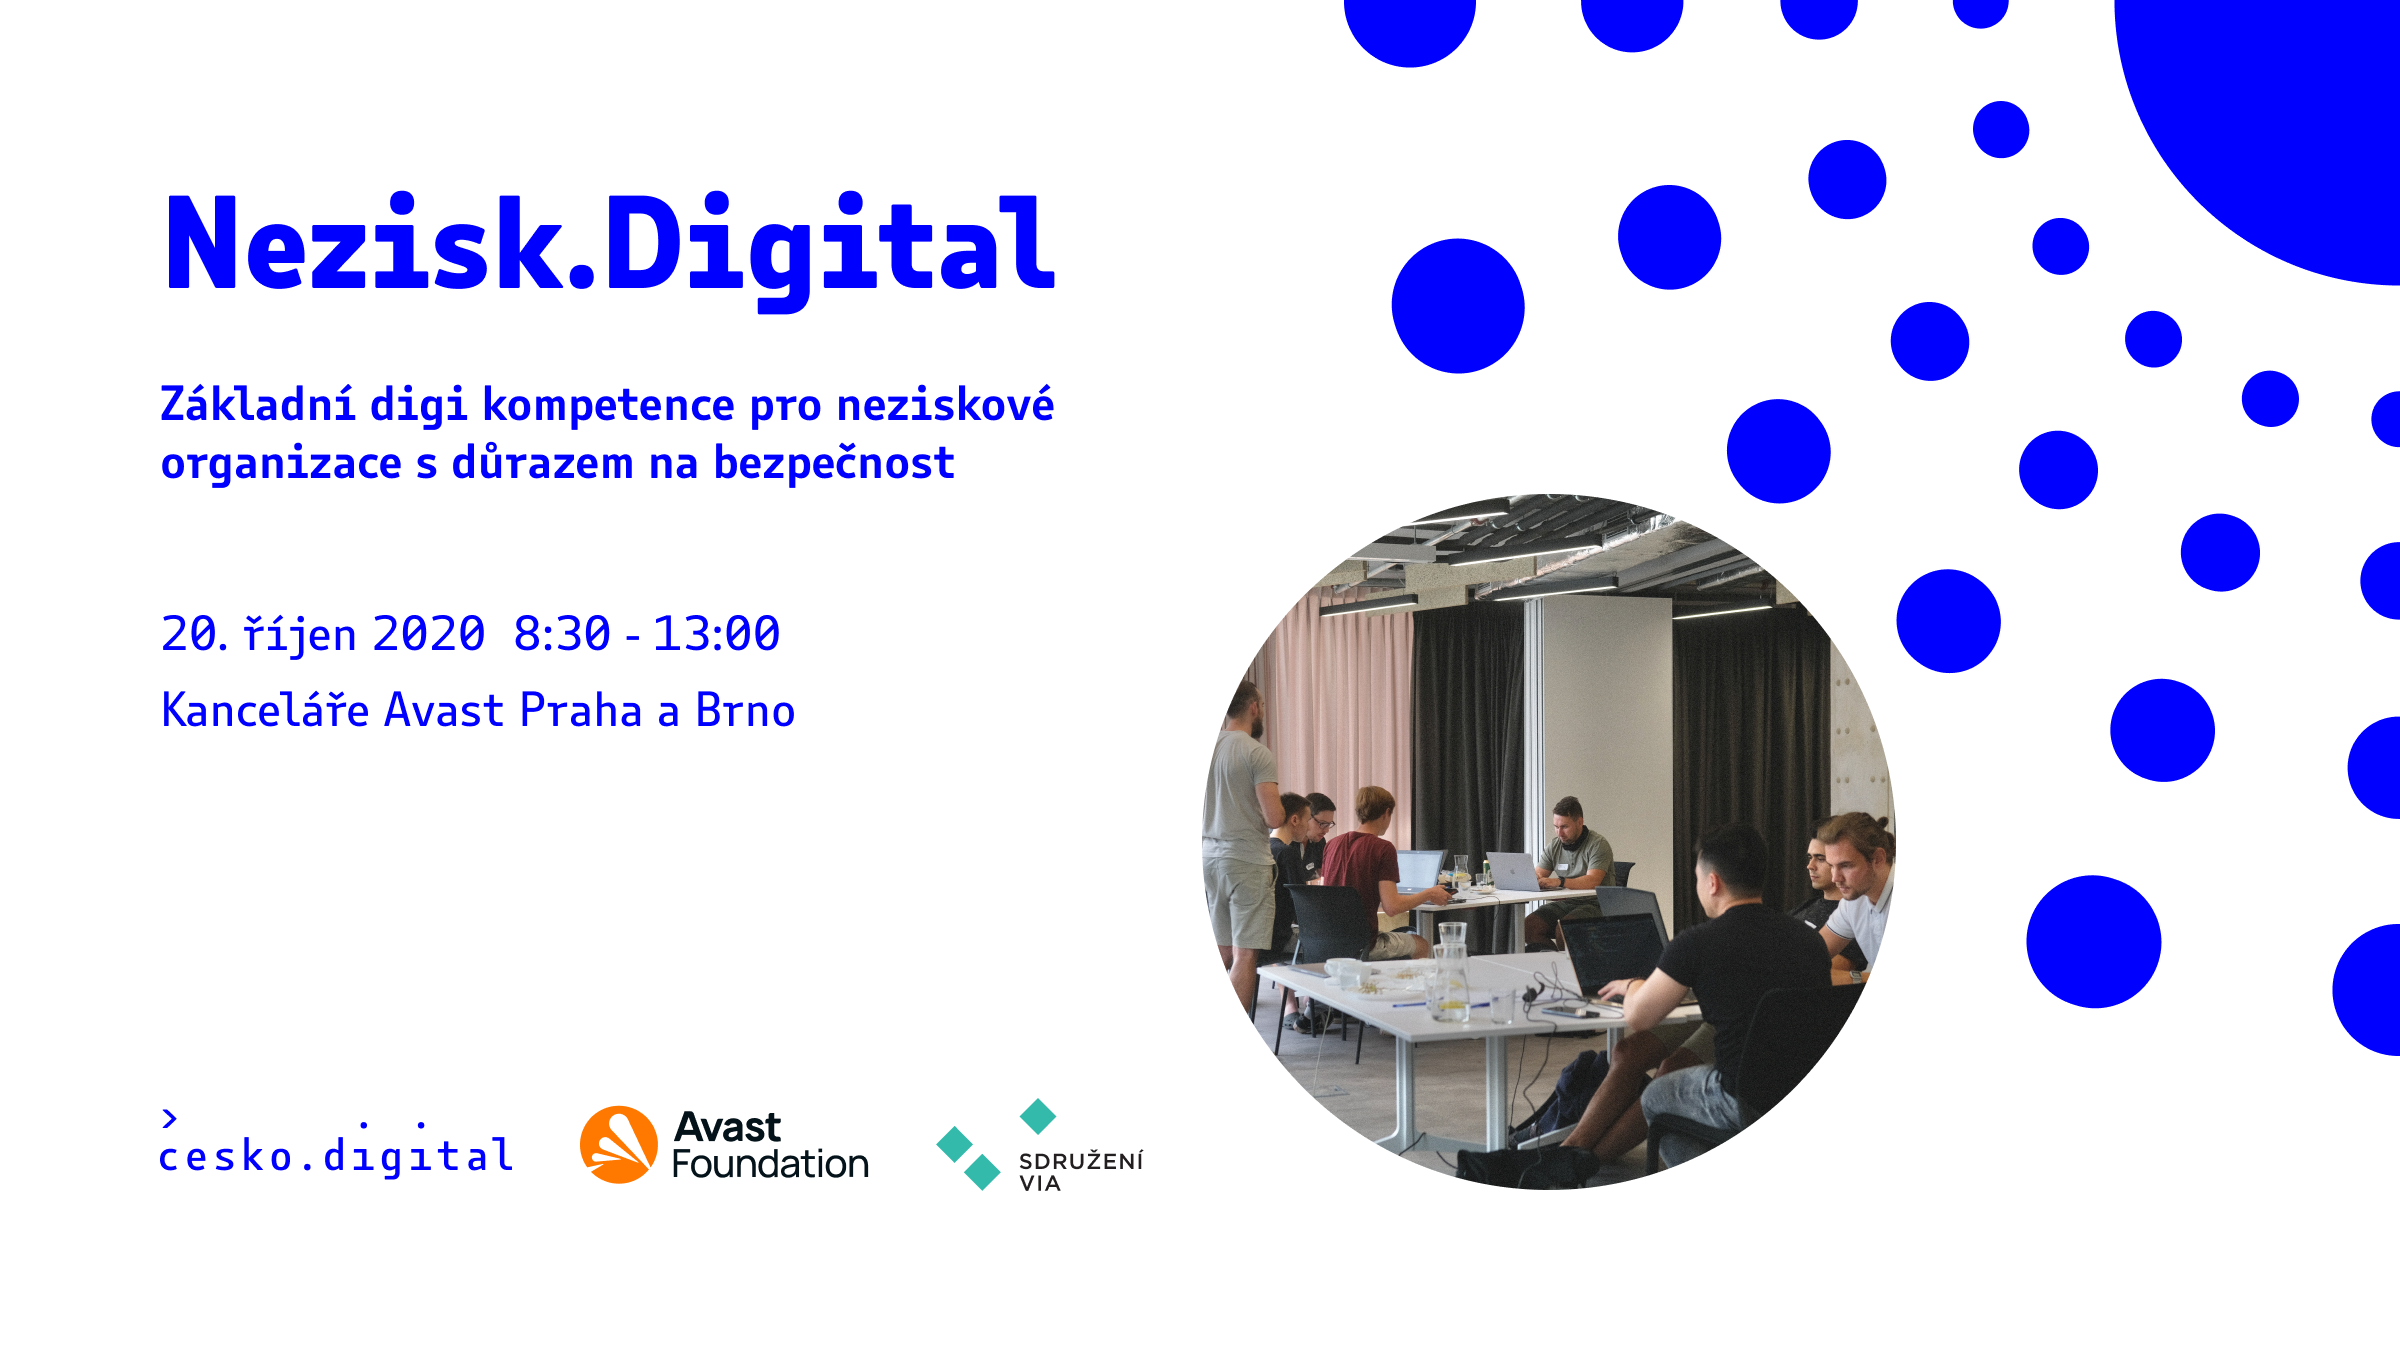 Nezisk.Digital
Základní digi kompetence pro neziskové
organizace s důrazem na bezpečnost
20. říjen 2020 8:30 - 13:00
Kanceláře Avast Praha a Brno
>
cesko.digital
Avast
Foundation
SDRUŽENÍ
VIA